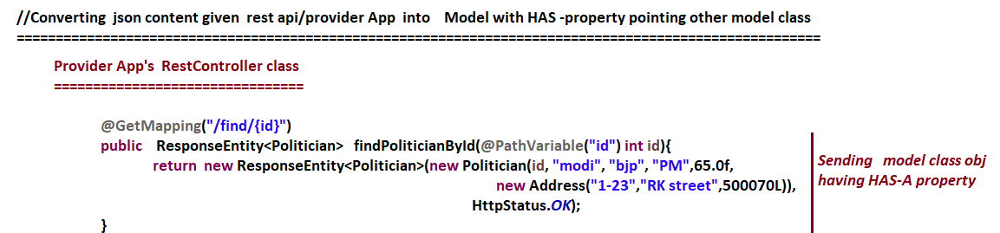 //Converting json content given rest api/provider App into Model with HAS -property pointing other model class
=====================================================================================================
Provider App's RestController class
================================
@GetMapping("/find/{id}")
public ResponseEntity<Politician> findPoliticianById(@PathVariable("id") int id){
return new ResponseEntity<Politician>(new Politician(id, "modi", "bjp", "PM",65.0f,
new Address("1-23","RK street",500070L)),
HttpStatus.OK);
}
Sending model class obj
having HAS-A property